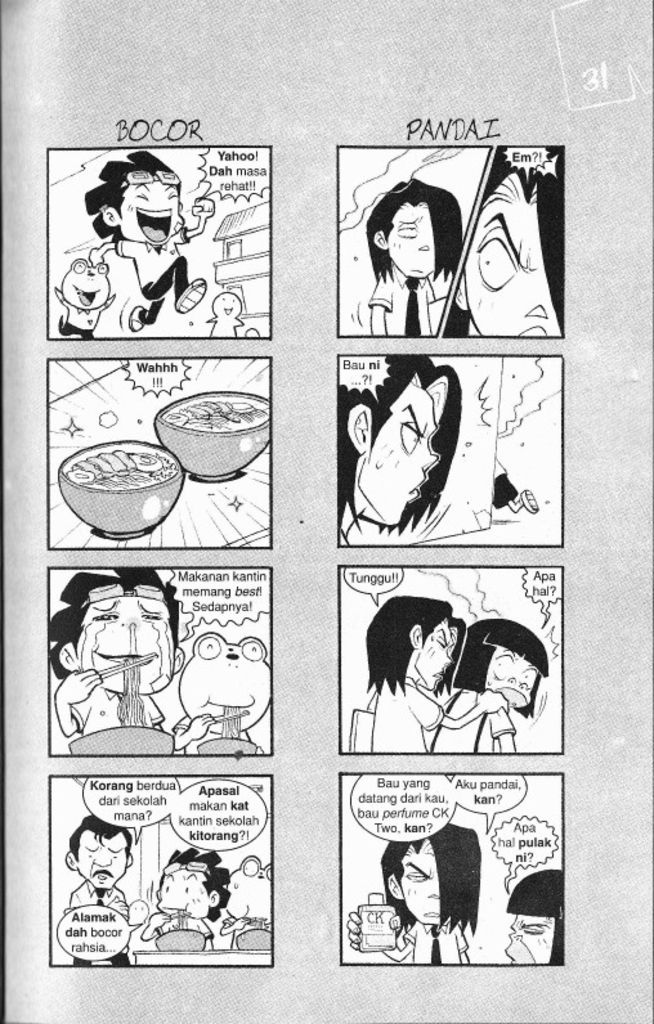 31
BOCOR
Yahoo!
Dah masa
rehat!!
Wahhh
!!!
Makanan kantin
memang best!
Sedapnya!
Korang berdua
dari sekolah
mana?
Apasal
makan kat
kantin sekolah
kitorang?!
Alamak
dah bocor
rahsia...
PANDAI
Em?!
Bau ni
...?!
Tunggu!!
Apa
hal?
Bau yang
datang dari kau,
bau perfume CK
Two, kan?
Aku pandai,
kan?
Apa
hal pulak
ni?
CK